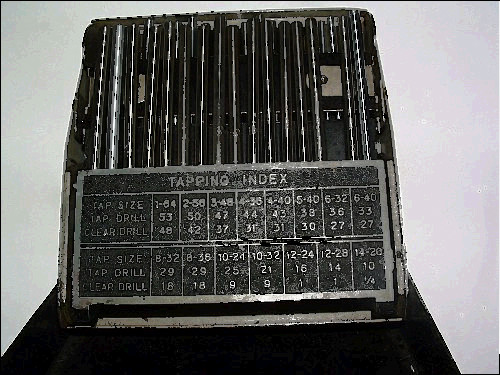 TAPPING INDEX
TAP SIZE 1-64 2-56 3-48 4-36 4-40 5-40 6-32 6-40
TAP DRILL 53 50 47 44 43 38 36 33
CLEAR DRILL 48 42 37 31 31 30 27 27
TAP SIZE 8-32 8-36 10-24 10-32 12-24 12-28 14-20
TAP DRILL 29 29 25 21 16 14 10
CLEAR DRILL 18 18 9 9 1 1 1/4